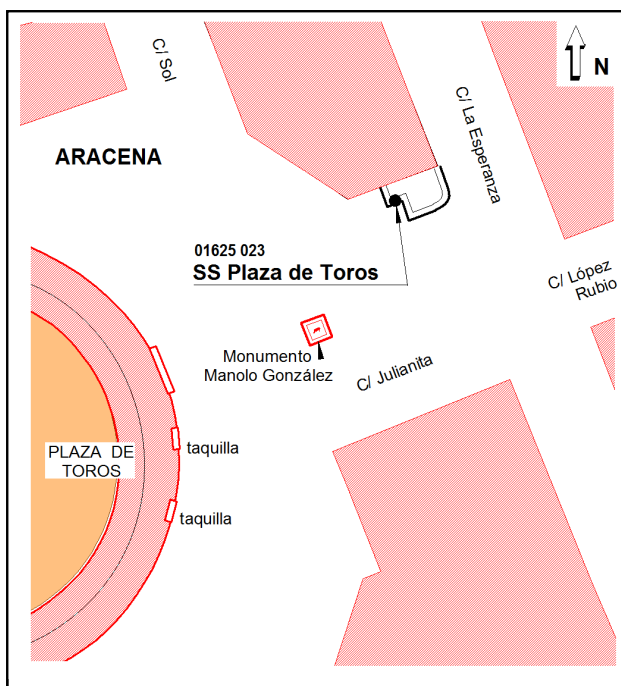 C/ Sol
N
C/ La Esperanza
ARACENA
01625 023
SS Plaza de Toros
C/ López
Rubio
Monumento
Manolo González
C/ Julianita
PLAZA DE
TOROS
taquilla
taquilla